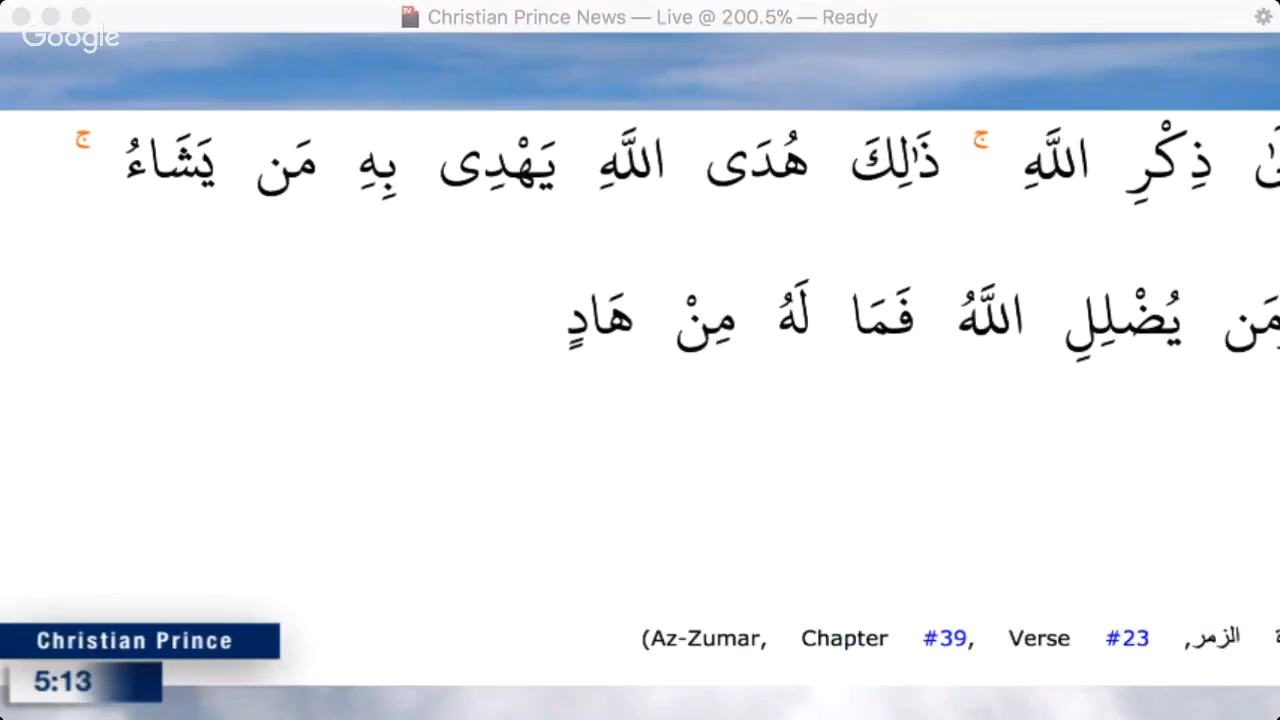 Christian Prince News — Live @ 200.5% — Ready
Google
ذِكْرِ اللَّهِ ۚ ذَٰلِكَ هُدَى اللَّهِ يَهْدِى بِهِ مَن يَشَاءُ ۚ
مَن يُضْلِلِ اللَّهُ فَمَا لَهُ مِنْ هَادٍ
(Az-Zumar, Chapter #39, Verse #23 الزمر,
Christian Prince
5:13